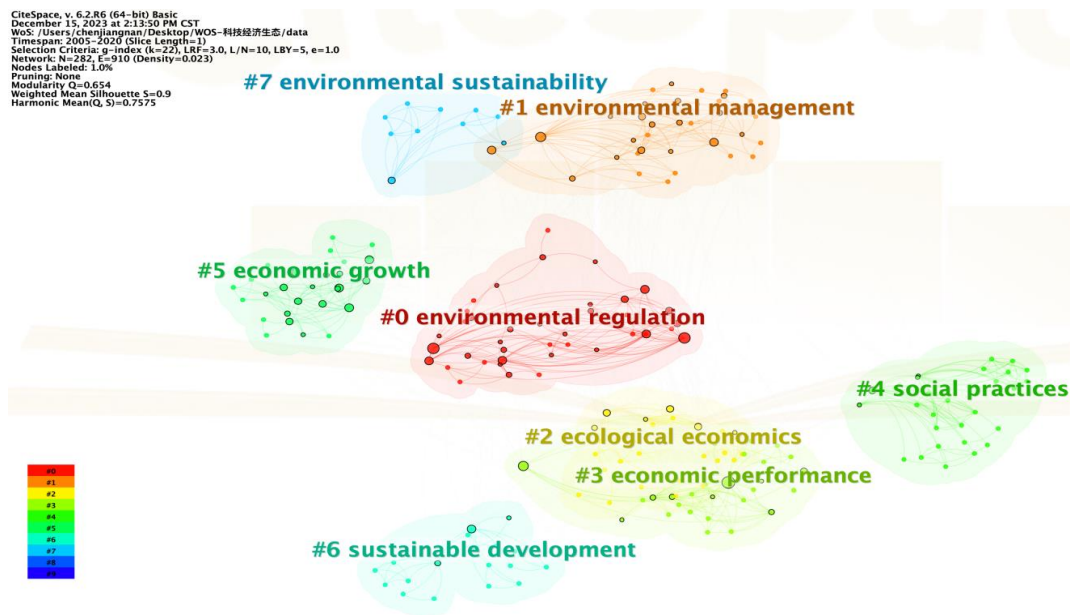 CiteSpace, v. 6.2.R6 (64-bit) Basic
December 15, 2023 at 2:13:50 PM CST
WoS: /Users/chenjiangnan/Desktop/WOS-科技经济生态/data
Timespan: 2005-2020 (Slice Length=1)
Selection Criteria: g-index (k=22), LRF=3.0, L/N=10, LBY=5, e=1.0
Network: N=282, E=910 (Density=0.023)
Nodes Labeled: 1.0%
Pruning: None
Modularity Q=0.654
Weighted Mean Silhouette S=0.9
Harmonic Mean(Q, S)=0.7575
#7 environmental sustainability
#1 environmental management
#5 economic growth
#0 environmental regulation
#4 social practices
#2 ecological economics
#3 economic performance
#6 sustainable development
#0
#1
#2
#3
#4
#5
#6
#7
#8
#9